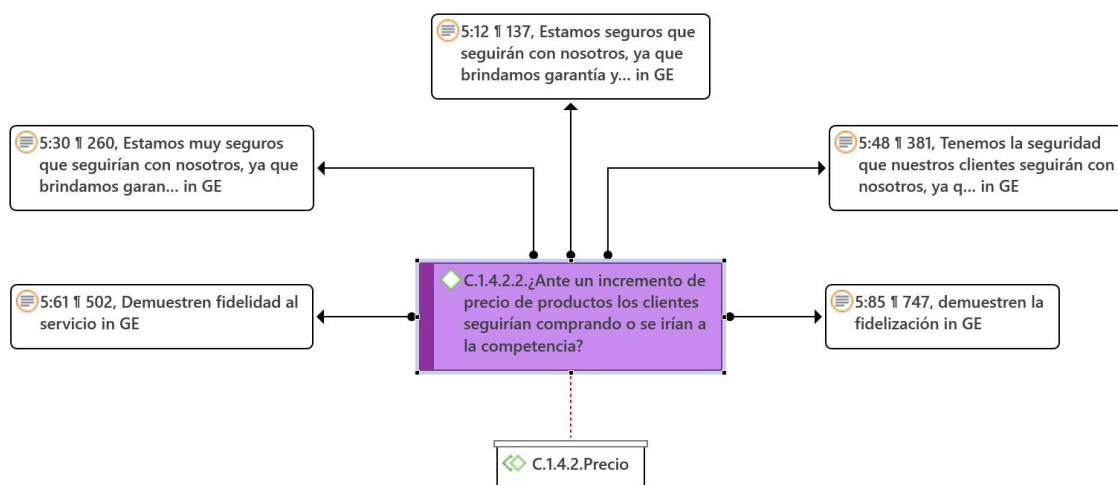 5:12 ¶ 137, Estamos seguros que
seguirán con nosotros, ya que
brindamos garantía y... in GE
5:30 ¶ 260, Estamos muy seguros
que seguirían con nosotros, ya que
brindamos garan... in GE
5:48 ¶ 381, Tenemos la seguridad
que nuestros clientes seguirán con
nosotros, ya q... in GE
5:61 ¶ 502, Demuestren fidelidad al
servicio in GE
C.1.4.2.2.¿Ante un incremento de
precio de productos los clientes
seguirían comprando o se irían a
la competencia?
5:85 ¶ 747, demuestren la
fidelización in GE
C.1.4.2.Precio